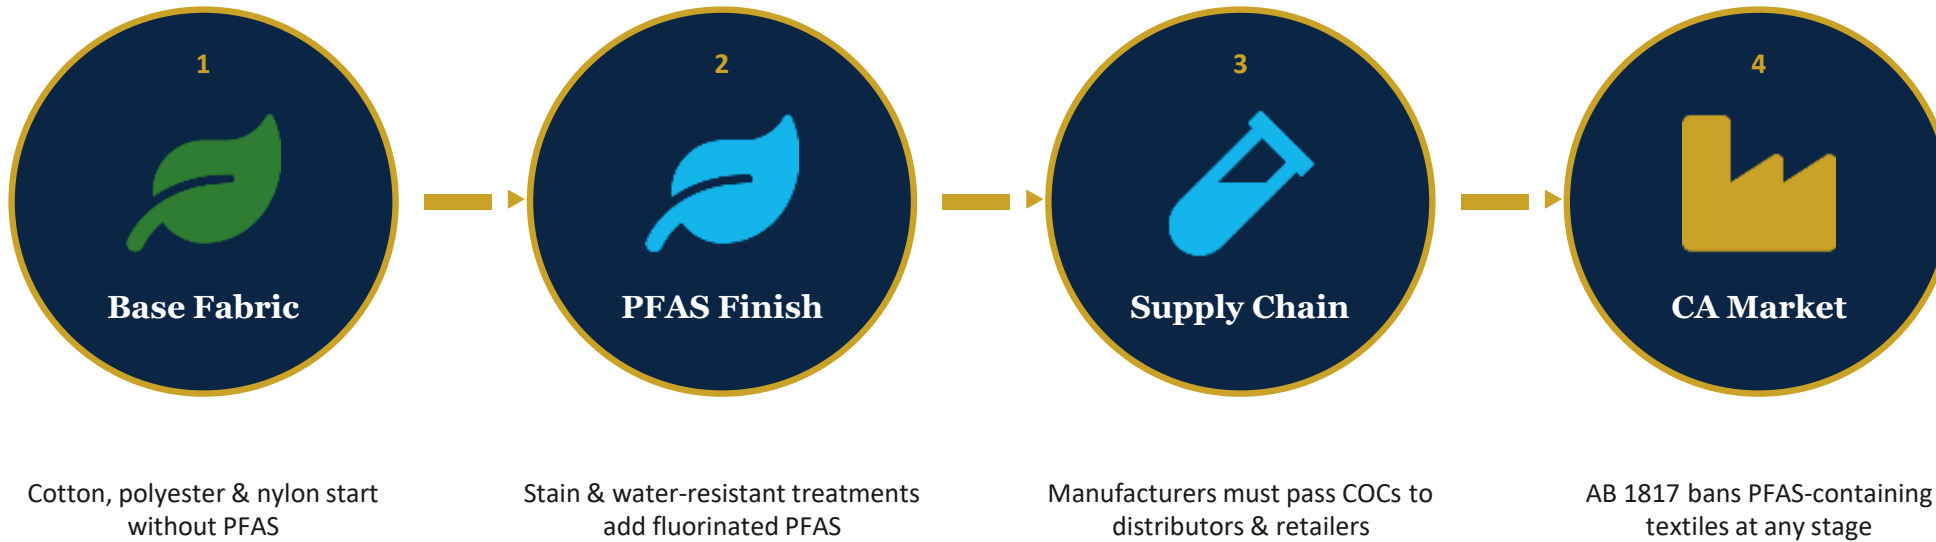 1
Base Fabric
Cotton, polyester & nylon start
without PFAS
2
PFAS Finish
Stain & water-resistant treatments
add fluorinated PFAS
3
Supply Chain
Manufacturers must pass COCs to
distributors & retailers
4
CA Market
AB 1817 bans PFAS-containing
textiles at any stage